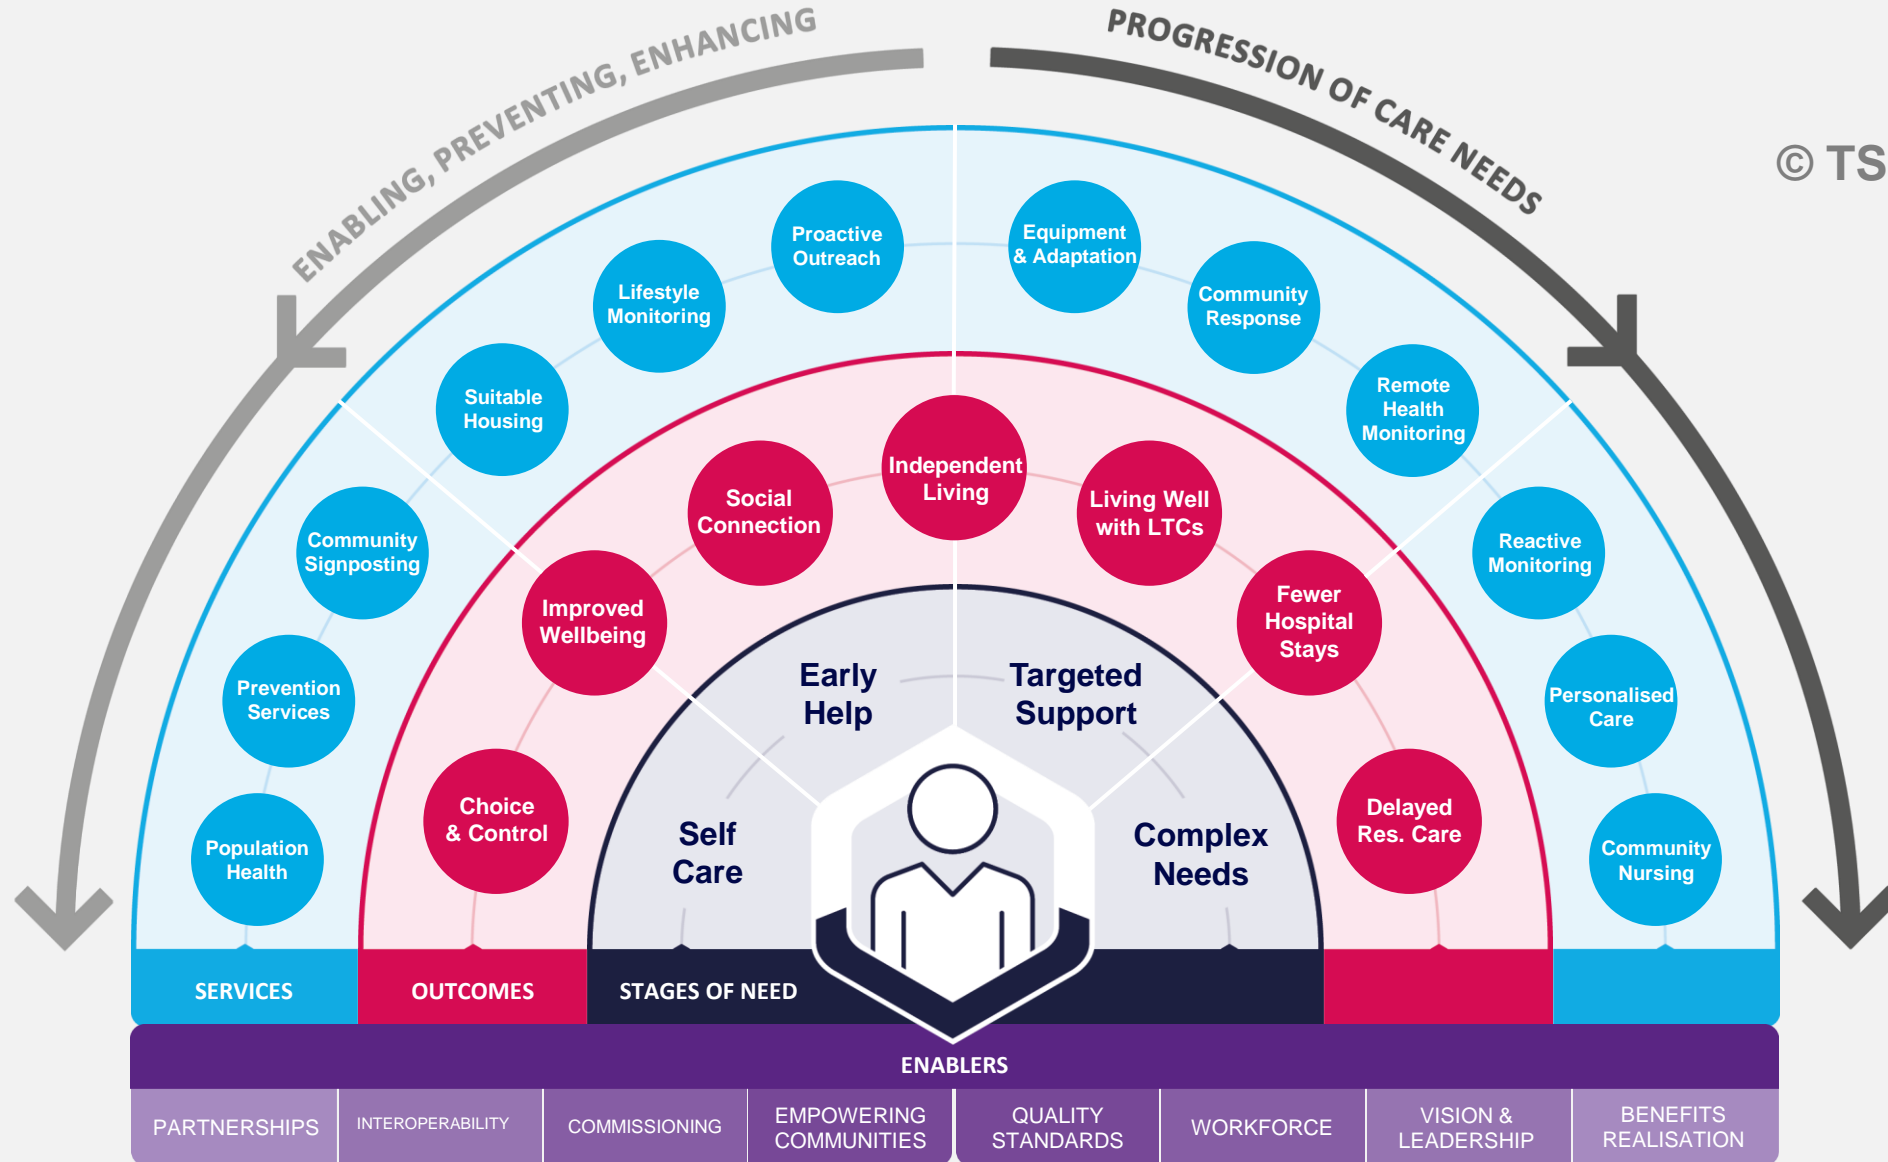 ENABLING, PREVENTING, ENHANCING
PROGRESSION OF CARE NEEDS
© TS
Proactive
Outreach
Equipment
& Adaptation
Lifestyle
Monitoring
Community
Response
Suitable
Housing
Remote
Health
Monitoring
Community
Signposting
Reactive
Monitoring
Prevention
Services
Personalised
Care
Population
Health
Community
Nursing
Independent
Living
Social
Connection
Living Well
with LTCs
Improved
Wellbeing
Fewer
Hospital
Stays
Choice
& Control
Delayed
Res. Care
Early
Help
Targeted
Support
Self
Care
Complex
Needs
SERVICES
OUTCOMES
STAGES OF NEED
ENABLERS
PARTNERSHIPS
INTEROPERABILITY
COMMISSIONING
EMPOWERING
COMMUNITIES
QUALITY
STANDARDS
WORKFORCE
VISION &
LEADERSHIP
BENEFITS
REALISATION